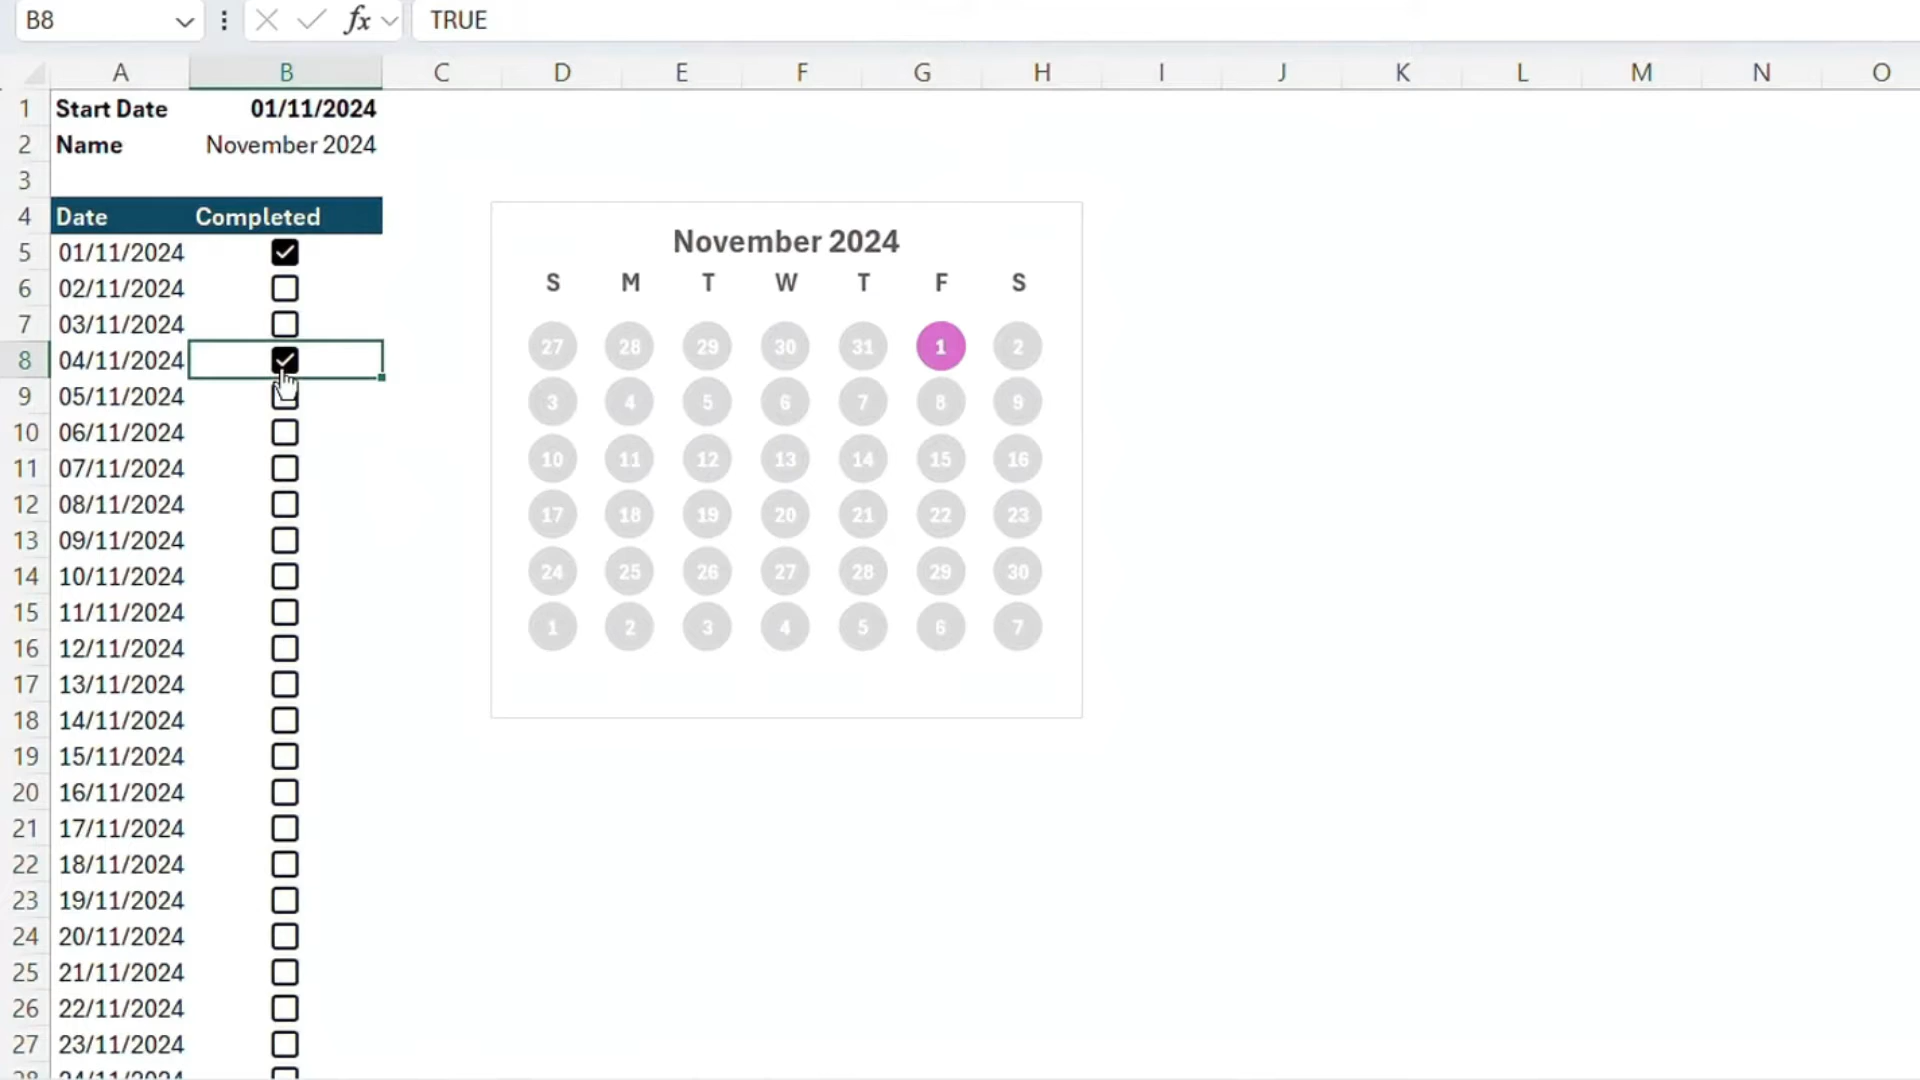 B8 fx TRUE
A B C D E F G H I J K L M N O
1 Start Date 01/11/2024
2 Name November 2024
3
4 Date Completed
5 01/11/2024
6 02/11/2024
7 03/11/2024
8 04/11/2024
9 05/11/2024
10 06/11/2024
11 07/11/2024
12 08/11/2024
13 09/11/2024
14 10/11/2024
15 11/11/2024
16 12/11/2024
17 13/11/2024
18 14/11/2024
19 15/11/2024
20 16/11/2024
21 17/11/2024
22 18/11/2024
23 19/11/2024
24 20/11/2024
25 21/11/2024
26 22/11/2024
27 23/11/2024
28 24/11/2024
November 2024
S M T W T F S
27 28 29 30 31 1 2
3 4 5 6 7 8 9
10 11 12 13 14 15 16
17 18 19 20 21 22 23
24 25 26 27 28 29 30
1 2 3 4 5 6 7